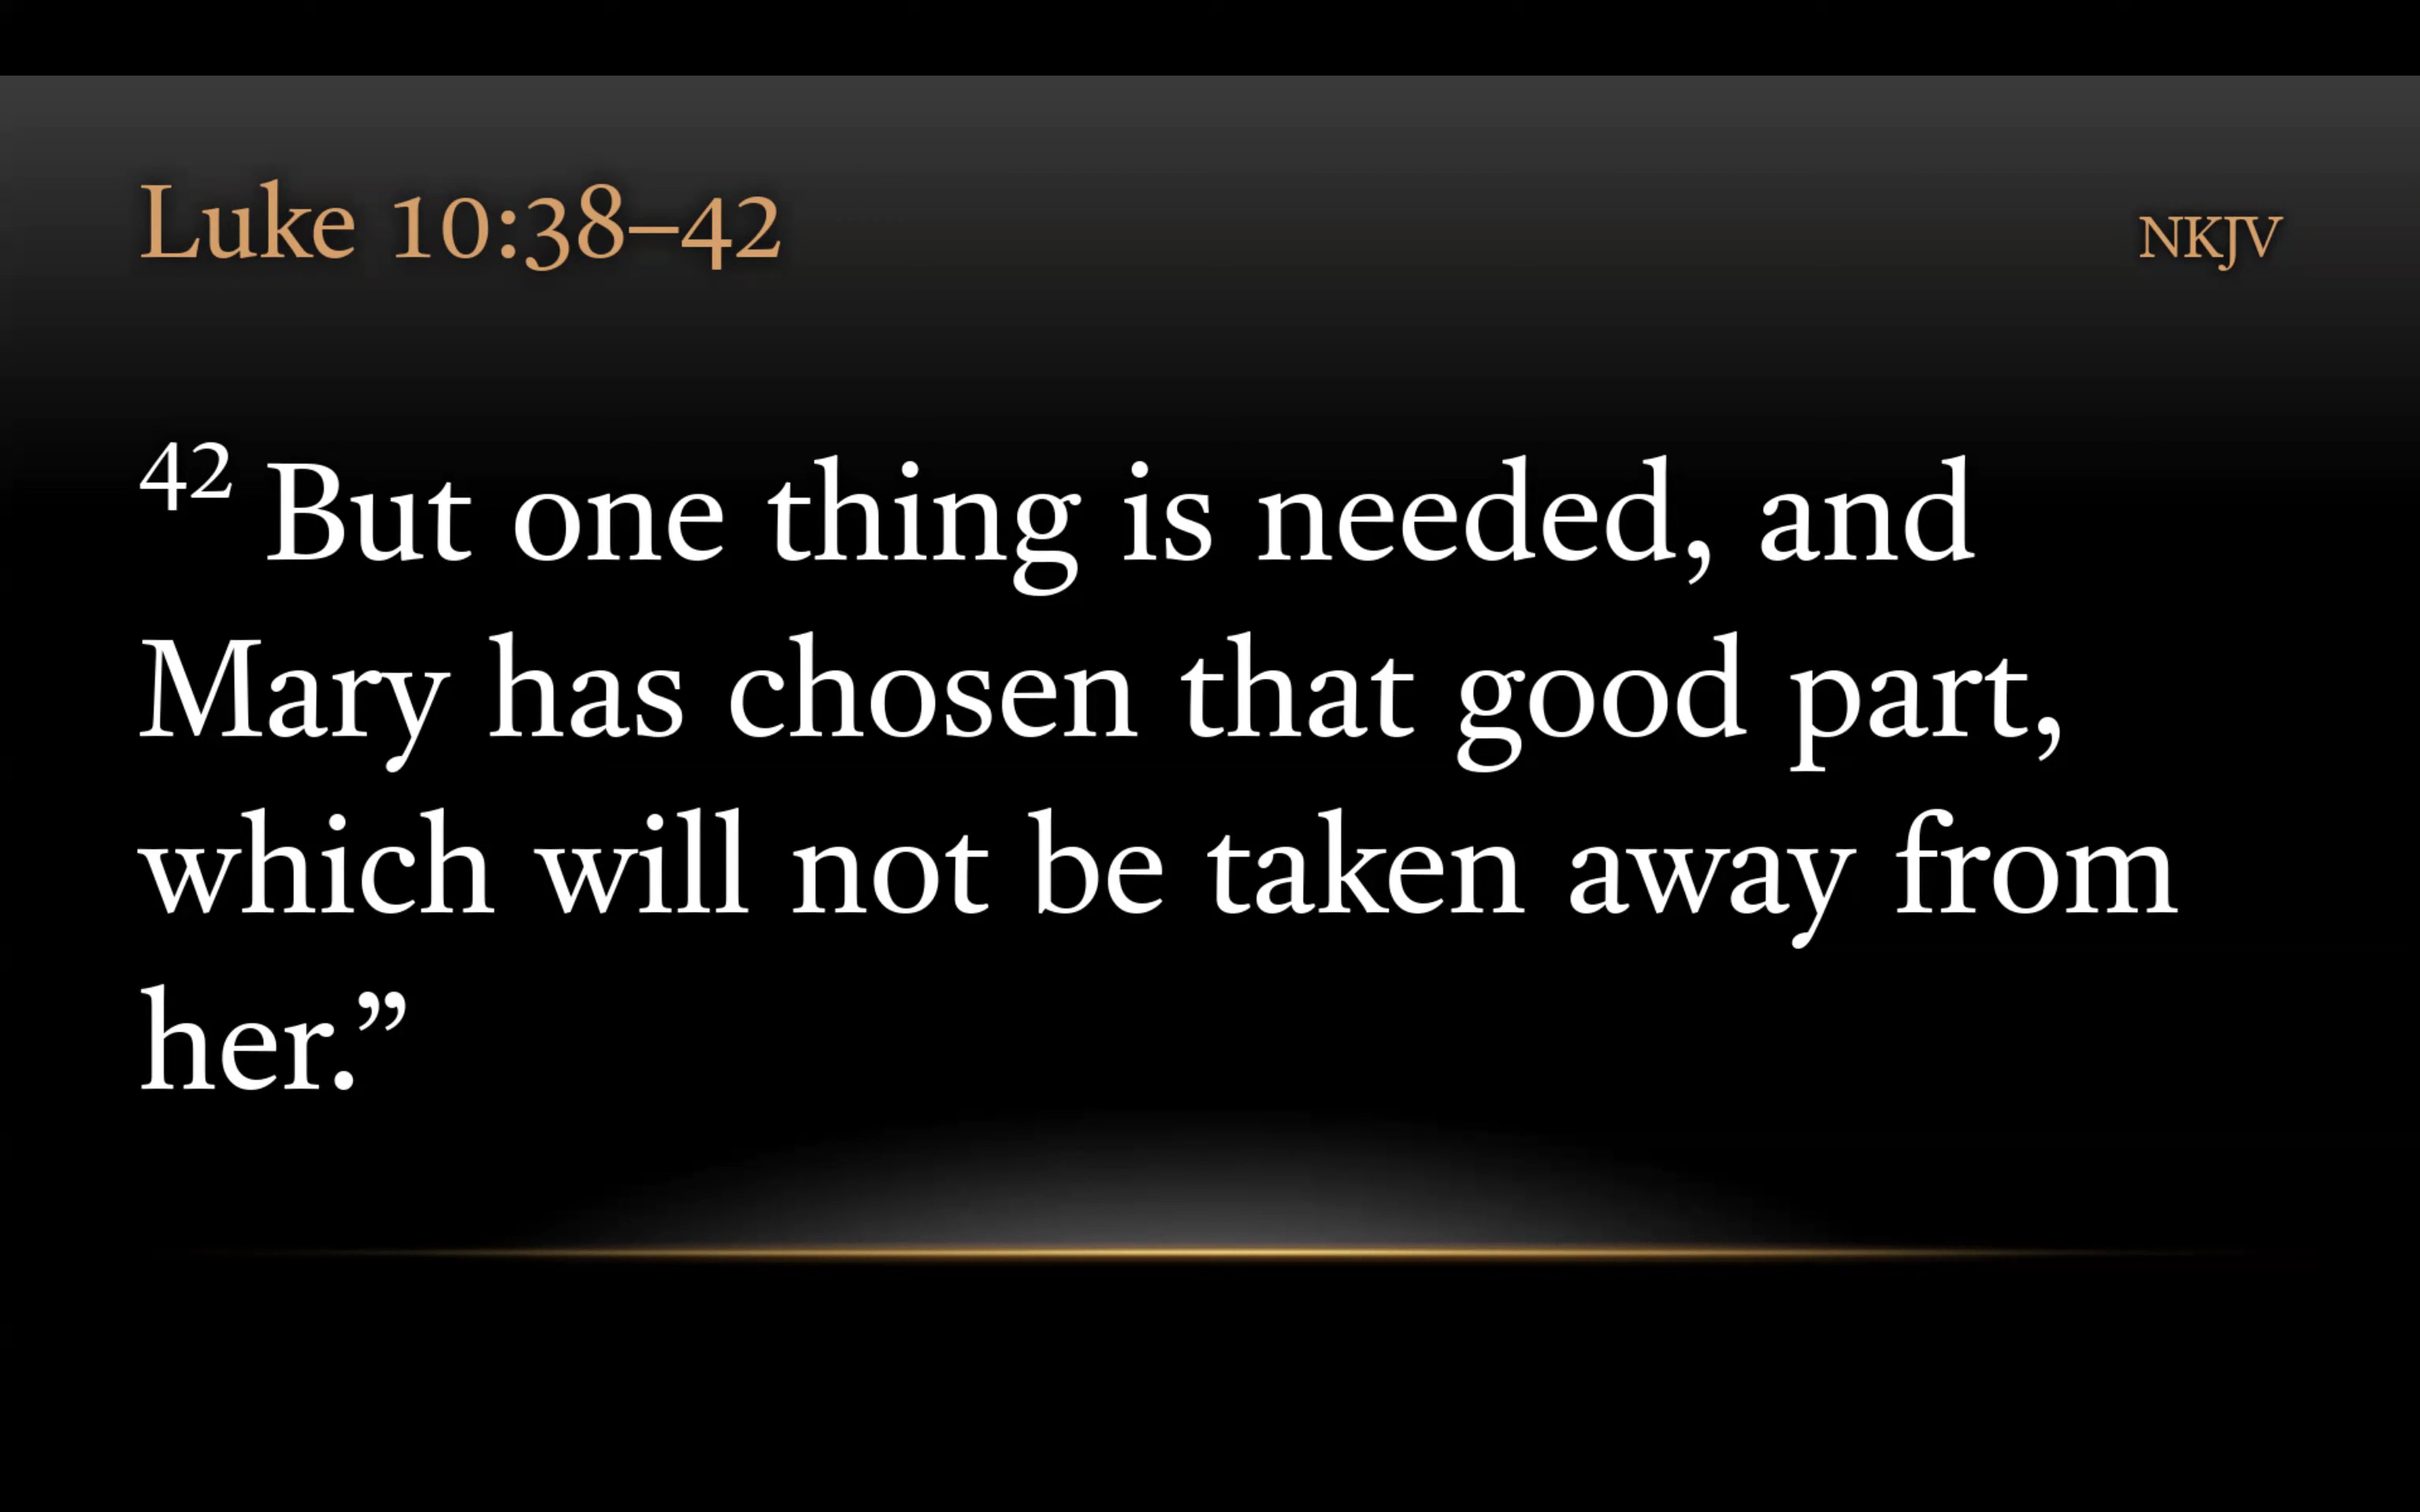 Luke 10:38–42
NKJV
42 But one thing is needed, and
Mary has chosen that good part,
which will not be taken away from
her.”